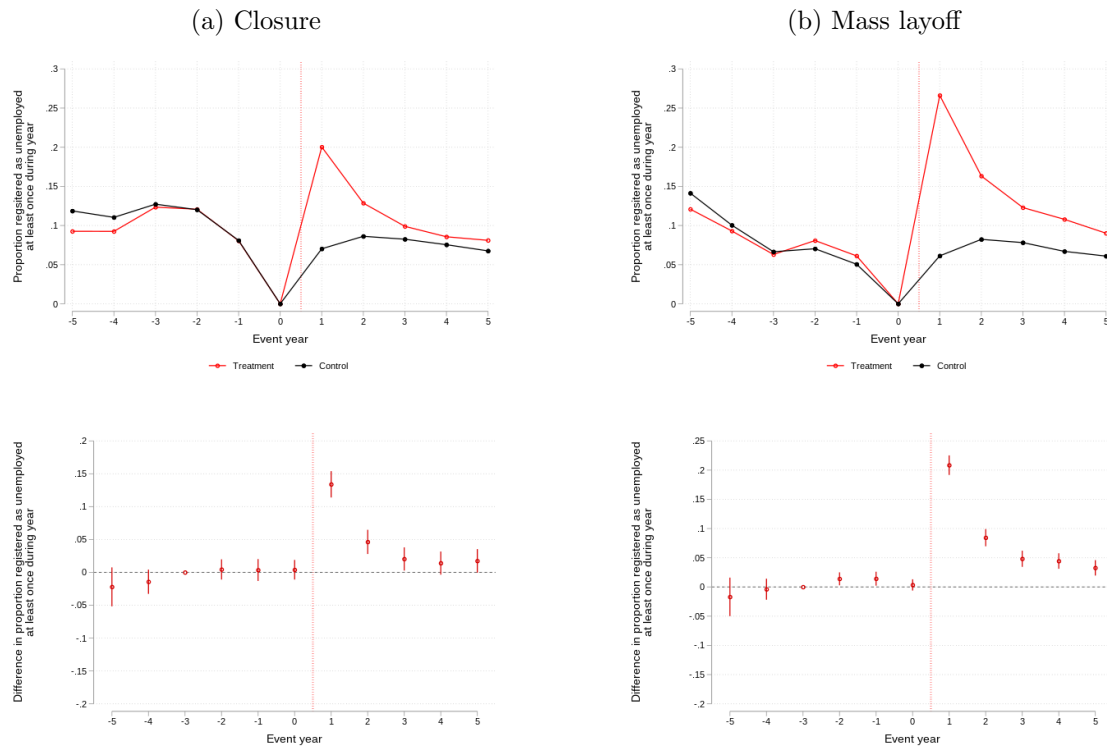 (a) Closure
Proportion regsitered as unemployed
at least once during year
.3
.25
.2
.15
.1
.05
0
-5 -4 -3 -2 -1 0 1 2 3 4 5
Event year
Treatment Control
(b) Mass layoff
Proportion regsitered as unemployed
at least once during year
.3
.25
.2
.15
.1
.05
0
-5 -4 -3 -2 -1 0 1 2 3 4 5
Event year
Treatment Control
Difference in proportion registered as unemployed
at least once during year
.2
.15
.1
.05
0
-.05
-.1
-.15
-.2
-5 -4 -3 -2 -1 0 1 2 3 4 5
Event year
Difference in proportion registered as unemployed
at least once during year
.25
.2
.15
.1
.05
0
-.05
-.1
-.15
-.2
-5 -4 -3 -2 -1 0 1 2 3 4 5
Event year